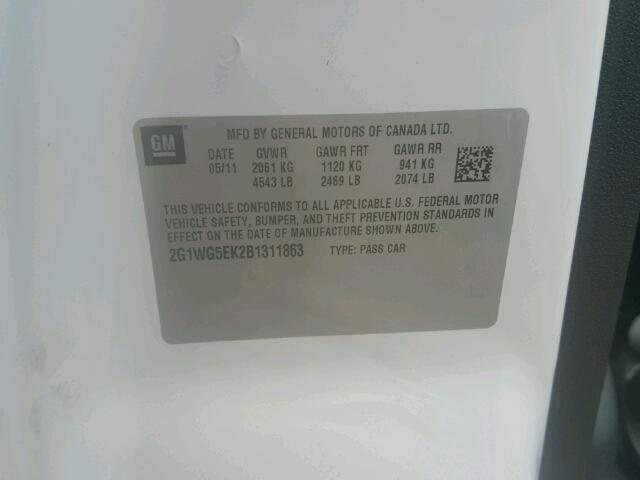 GM
MFD BY GENERAL MOTORS OF CANADA LTD.
DATE GVWR GAWR FRT GAWR RR
05/11 2061 KG 1120 KG 941 KG
4543 LB 2469 LB 2074 LB
THIS VEHICLE CONFORMS TO ALL APPLICABLE U.S. FEDERAL MOTOR
VEHICLE SAFETY, BUMPER, AND THEFT PREVENTION STANDARDS IN
EFFECT ON THE DATE OF MANUFACTURE SHOWN ABOVE.
2G1WG5EK2B1311863 TYPE: PASS CAR